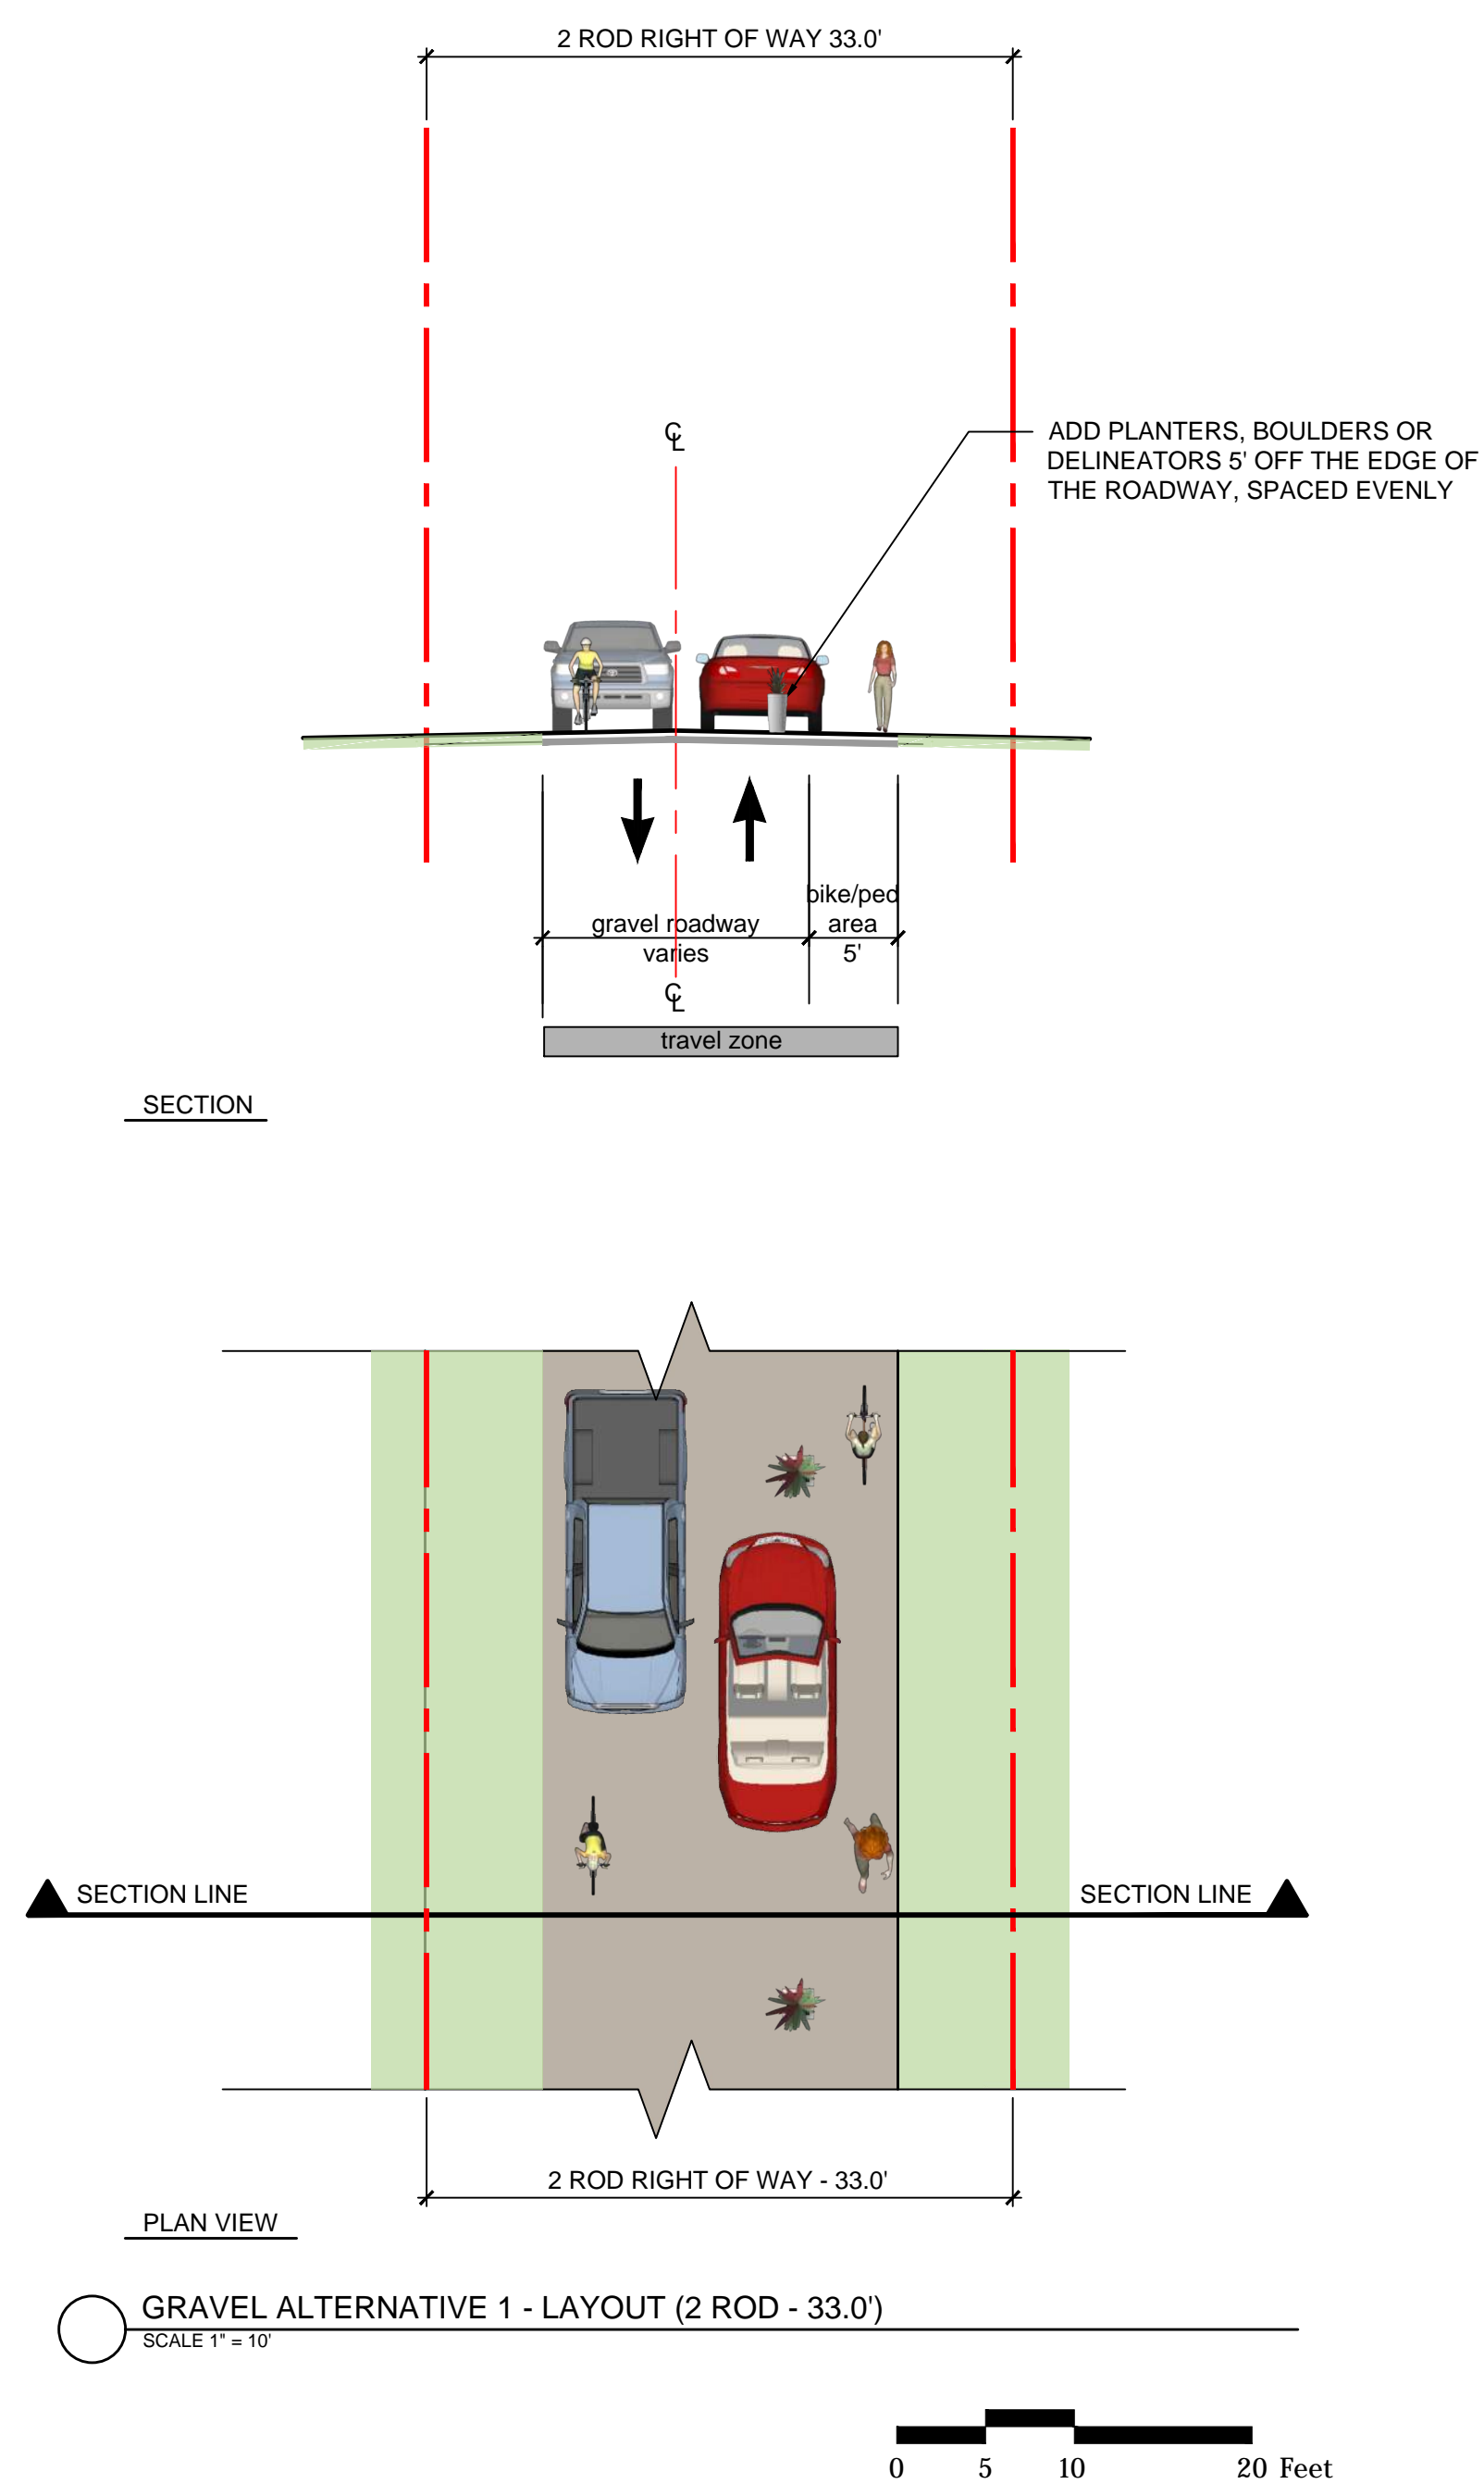 2 ROD RIGHT OF WAY 33.0'
℄
ADD PLANTERS, BOULDERS OR
DELINEATORS 5' OFF THE EDGE OF
THE ROADWAY, SPACED EVENLY
bike/ped
area
5'
gravel roadway
varies
℄
travel zone
SECTION
SECTION LINE
SECTION LINE
2 ROD RIGHT OF WAY - 33.0'
PLAN VIEW
GRAVEL ALTERNATIVE 1 - LAYOUT (2 ROD - 33.0')
SCALE 1" = 10'
0 5 10 20 Feet